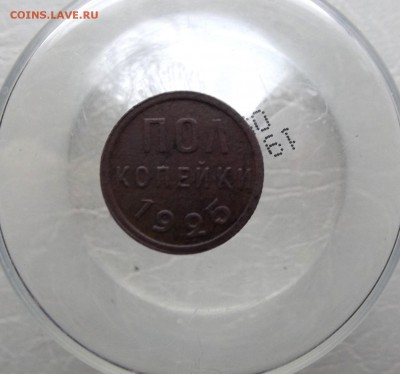 COINS.LAVE.RU
ПОЛ
КОПЕЙКИ
1925